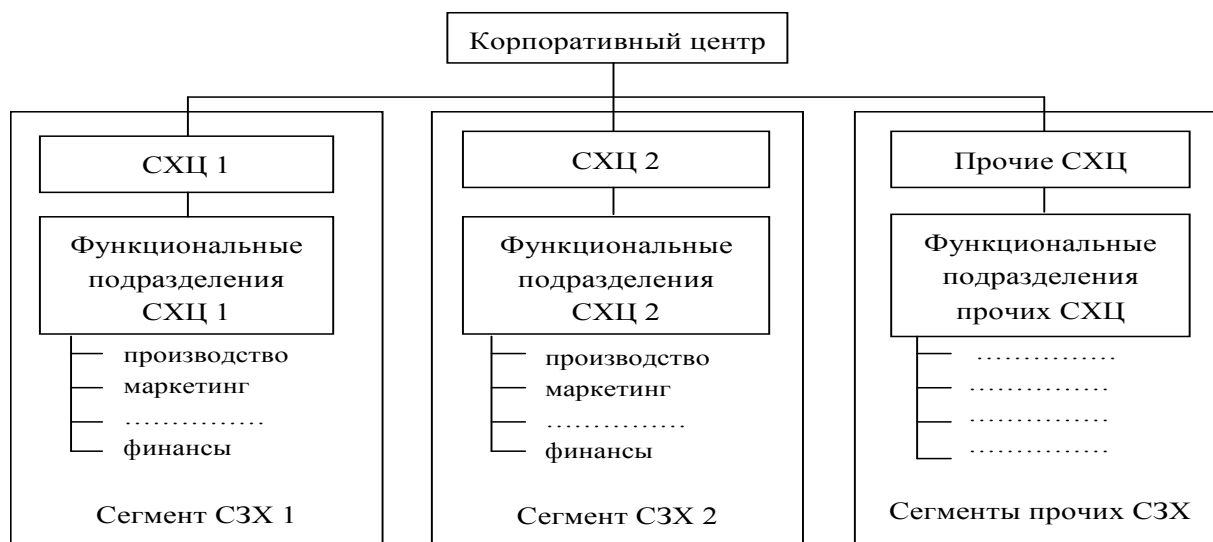 Корпоративный центр
СХЦ 1
Функциональные
подразделения
СХЦ 1
производство
маркетинг
……………
финансы
Сегмент СЗХ 1
СХЦ 2
Функциональные
подразделения
СХЦ 2
производство
маркетинг
……………
финансы
Сегмент СЗХ 2
Прочие СХЦ
Функциональные
подразделения
прочих СХЦ
……………
……………
……………
……………
Сегменты прочих СЗХ